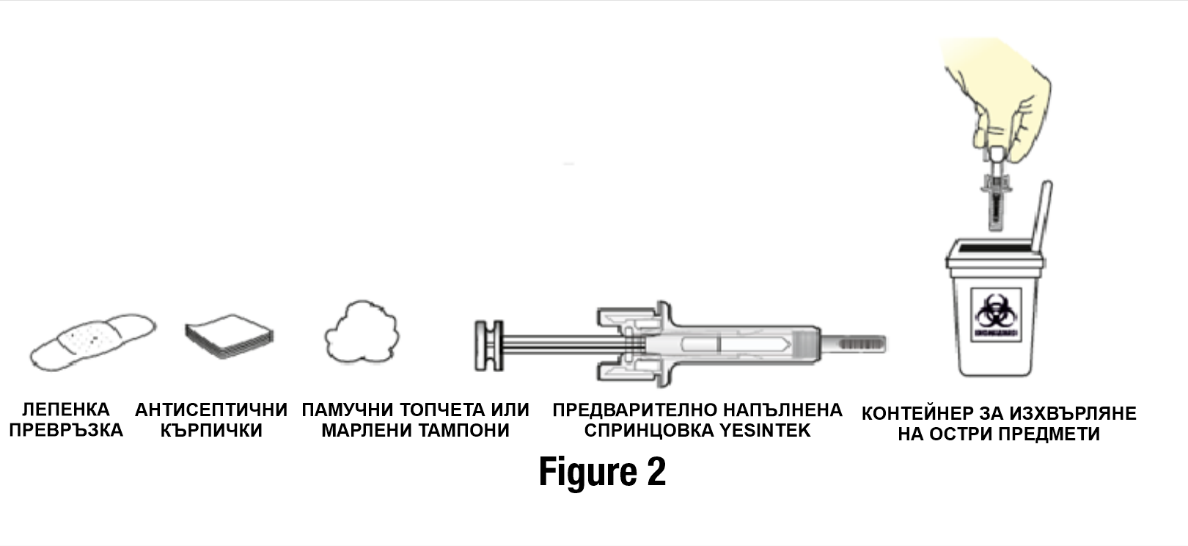 ЛЕПЕНКА
ПРЕВРЪЗКА
АНТИСЕПТИЧНИ
КЪРПИЧКИ
ПАМУЧНИ ТОПЧЕТА ИЛИ
МАРЛЕНИ ТАМПОНИ
ПРЕДВАРИТЕЛНО НАПЪЛНЕНА
СПРИНЦОВКА YESINTEK
КОНТЕЙНЕР ЗА ИЗХВЪРЛЯНЕ
НА ОСТРИ ПРЕДМЕТИ
Figure 2